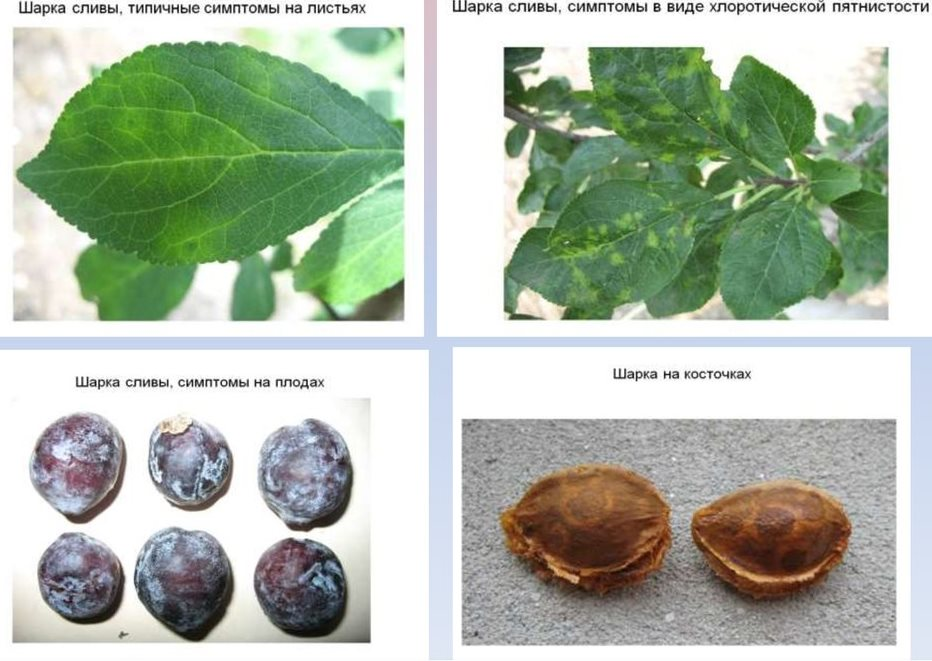 Шарка сливы, типичные симптомы на листьях
Шарка сливы, симптомы в виде хлоротической пятнистости
Шарка сливы, симптомы на плодах
Шарка на косточках